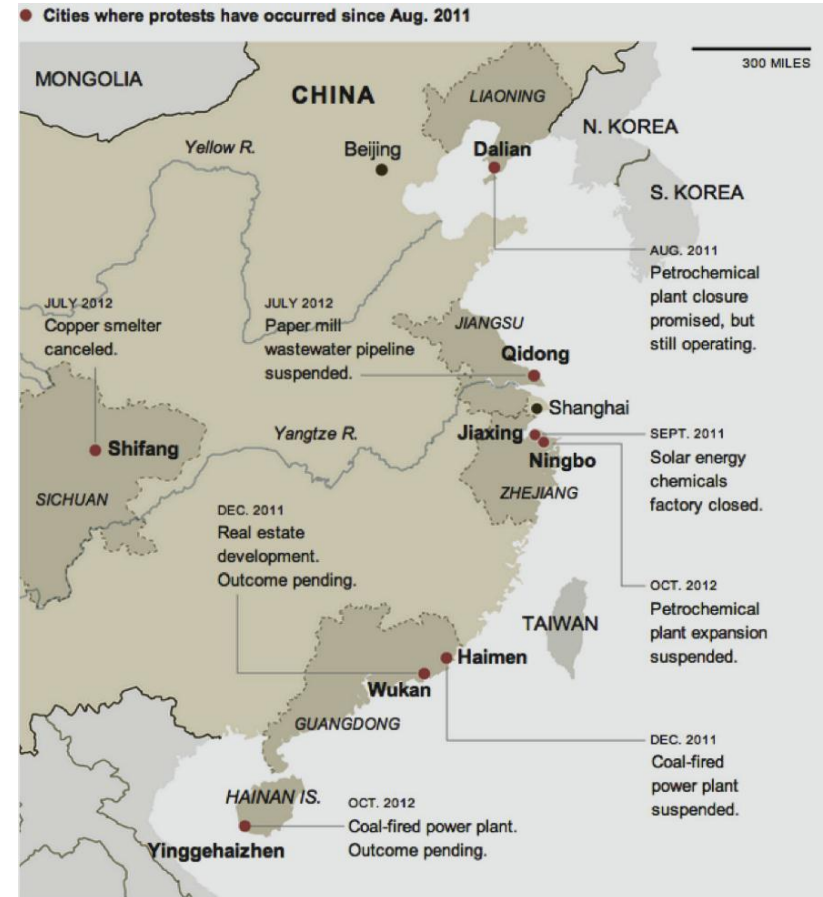 Cities where protests have occurred since Aug. 2011
300 MILES
MONGOLIA
CHINA
LIAONING
N. KOREA
Yellow R.
Beijing
Dalian
S. KOREA
AUG. 2011
Petrochemical
plant closure
promised, but
still operating.
JULY 2012
Copper smelter
canceled.
JULY 2012
Paper mill
wastewater pipeline
suspended.
JIANGSU
Qidong
Shanghai
Shifang
Yangtze R.
Jiaxing
Ningbo
SEPT. 2011
Solar energy
chemicals
factory closed.
SICHUAN
ZHEJIANG
DEC. 2011
Real estate
development.
Outcome pending.
OCT. 2012
Petrochemical
plant expansion
suspended.
TAIWAN
Haimen
Wukan
GUANGDONG
DEC. 2011
Coal-fired
power plant
suspended.
HAINAN IS.
OCT. 2012
Coal-fired power plant.
Outcome pending.
Yinggehaizhen